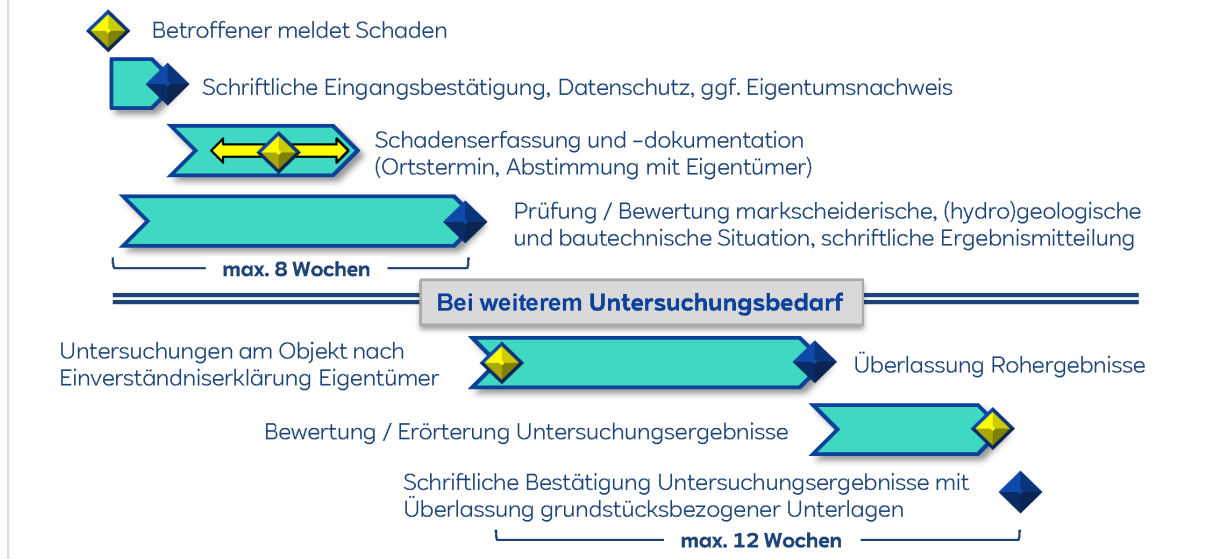 Betroffener meldet Schaden
Schriftliche Eingangsbestätigung, Datenschutz, ggf. Eigentumsnachweis
Schadenserfassung und –dokumentation
(Ortstermin, Abstimmung mit Eigentümer)
Prüfung / Bewertung markscheiderische, (hydro)geologische
und bautechnische Situation, schriftliche Ergebnismitteilung
max. 8 Wochen
Bei weiterem Untersuchungsbedarf
Untersuchungen am Objekt nach
Einverständniserklärung Eigentümer
Überlassung Rohergebnisse
Bewertung / Erörterung Untersuchungsergebnisse
Schriftliche Bestätigung Untersuchungsergebnisse mit
Überlassung grundstücksbezogener Unterlagen
max. 12 Wochen